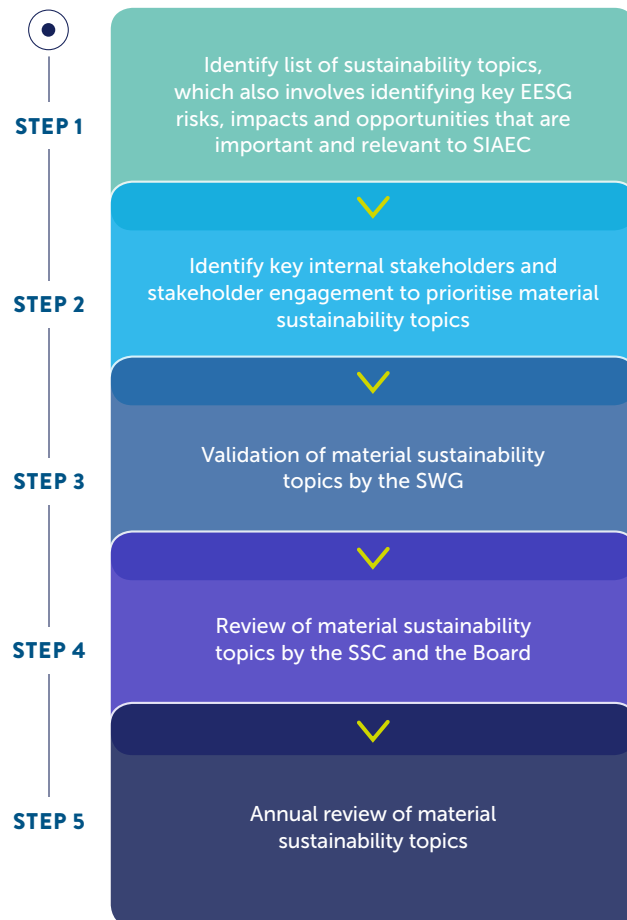 STEP 1
Identify list of sustainability topics,
which also involves identifying key EESG
risks, impacts and opportunities that are
important and relevant to SIAEC
STEP 2
Identify key internal stakeholders and
stakeholder engagement to prioritise material
sustainability topics
STEP 3
Validation of material sustainability
topics by the SWG
STEP 4
Review of material sustainability
topics by the SSC and the Board
STEP 5
Annual review of material
sustainability topics